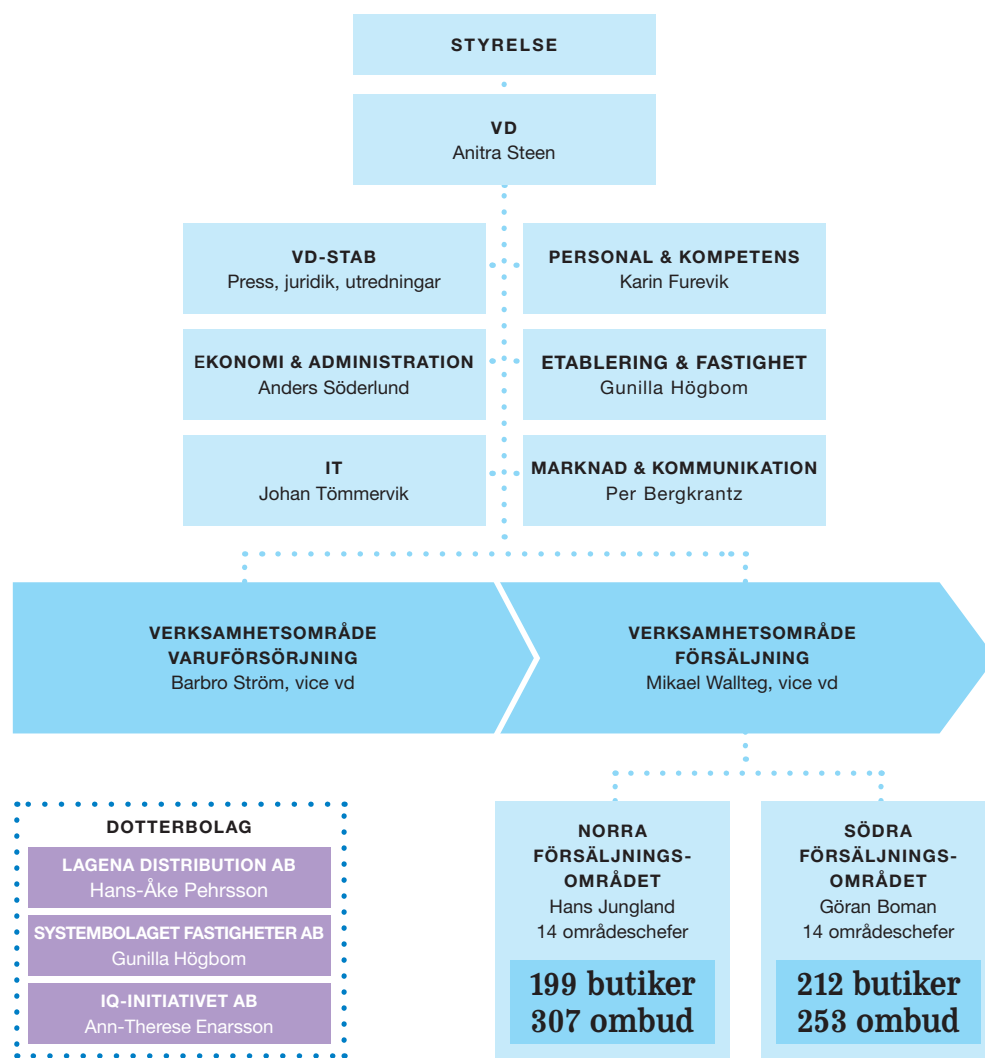 STYRELSE
VD
Anitra Steen
VD-STAB
Press, juridik, utredningar
PERSONAL & KOMPETENS
Karin Furevik
EKONOMI & ADMINISTRATION
Anders Söderlund
ETABLERING & FASTIGHET
Gunilla Högbom
IT
Johan Tömmervik
MARKNAD & KOMMUNIKATION
Per Bergkrantz
VERKSAMHETSOMRÅDE
VARUFÖRSÖRJNING
Barbro Ström, vice vd
VERKSAMHETSOMRÅDE
FÖRSÄLJNING
Mikael Wallteg, vice vd
DOTTERBOLAG
LAGENA DISTRIBUTION AB
Hans-Åke Pehrsson
SYSTEMBOLAGET FASTIGHETER AB
Gunilla Högbom
IQ-INITIATIVET AB
Ann-Therese Enarsson
NORRA
FÖRSÄLJNINGS-
OMRÅDET
Hans Jungland
14 områdeschefer
199 butiker
307 ombud
SÖDRA
FÖRSÄLJNINGS-
OMRÅDET
Göran Boman
14 områdeschefer
212 butiker
253 ombud